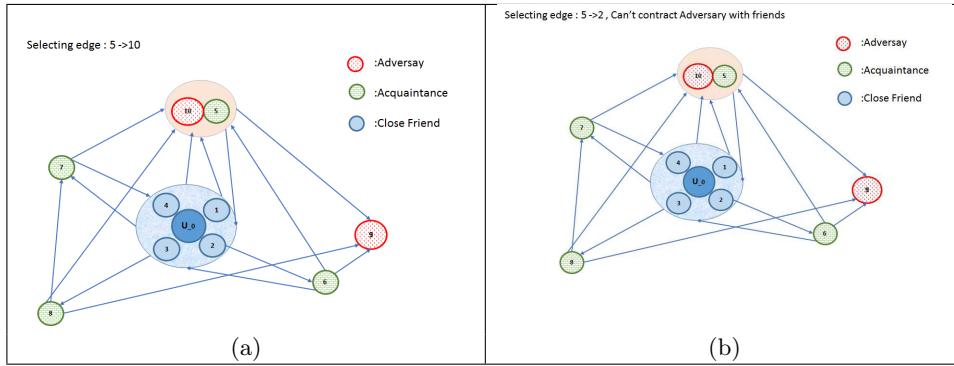 Selecting edge : 5 ->10
:Adversay
:Acquaintance
:Close Friend
10
5
7
4
1
U_0
3
2
9
6
8
(a)
Selecting edge : 5 ->2 , Can't contract Adversary with friends
:Adversay
:Acquaintance
:Close Friend
10
5
7
4
1
U_0
3
2
9
6
8
(b)